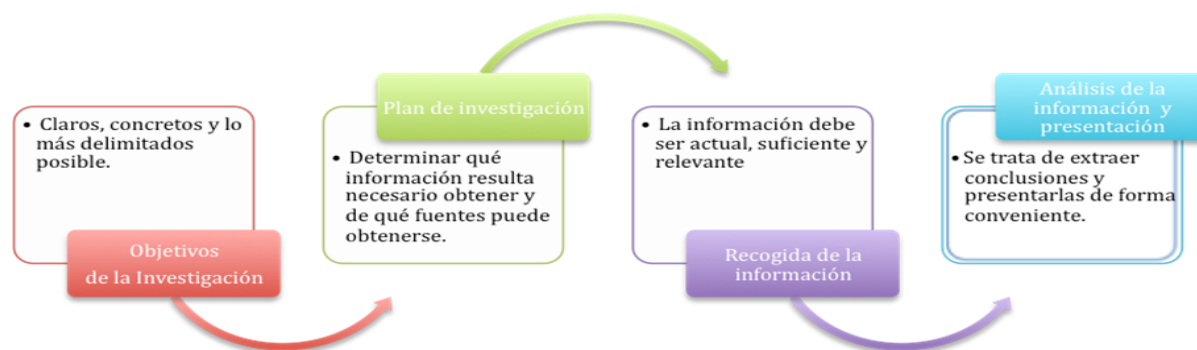 • Claros, concretos y lo
más delimitados
posible.
Objetivos
de la Investigación
Plan de investigación
• Determinar qué
información resulta
necesario obtener y
de qué fuentes puede
obtenerse.
• La información debe
ser actual, suficiente y
relevante
Recogida de la
información
Análisis de la
información y
presentación
• Se trata de extraer
conclusiones y
presentarlas de forma
conveniente.